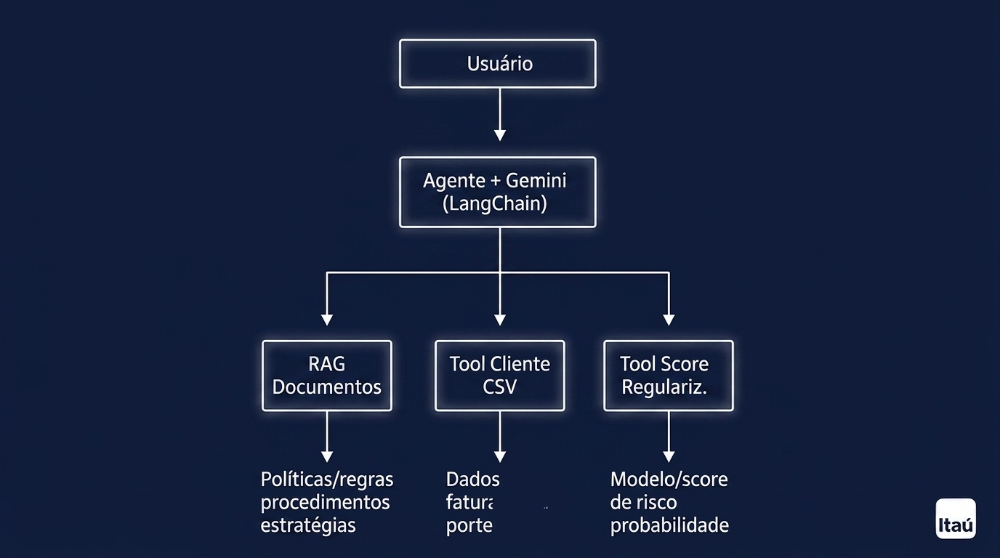 Usuário
Agente + Gemini
(LangChain)
RAG
Documentos
Tool Cliente
CSV
Tool Score
Regulariz.
Políticas/regras
procedimentos
estratégias
Dados
porte
Modelo/score
de risco
probabilidade
Itaú